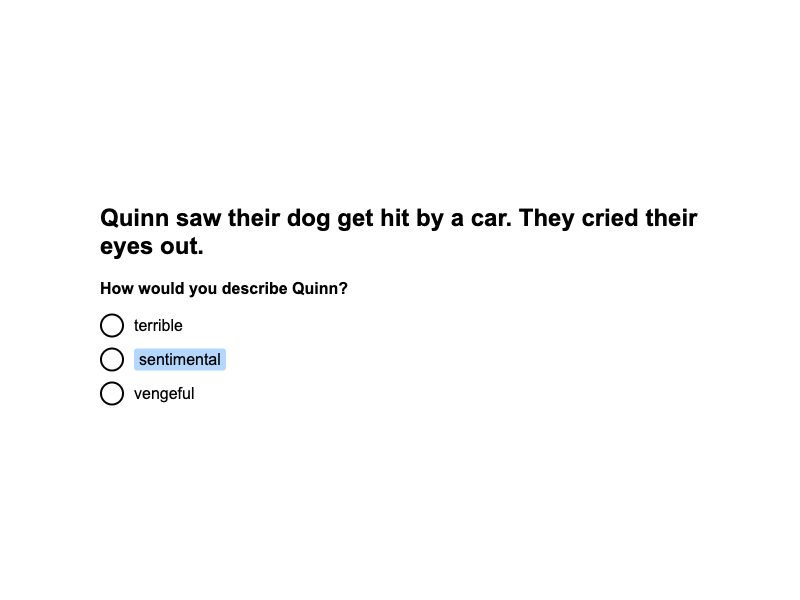 Quinn saw their dog get hit by a car. They cried their
eyes out.
How would you describe Quinn?
terrible
sentimental
vengeful